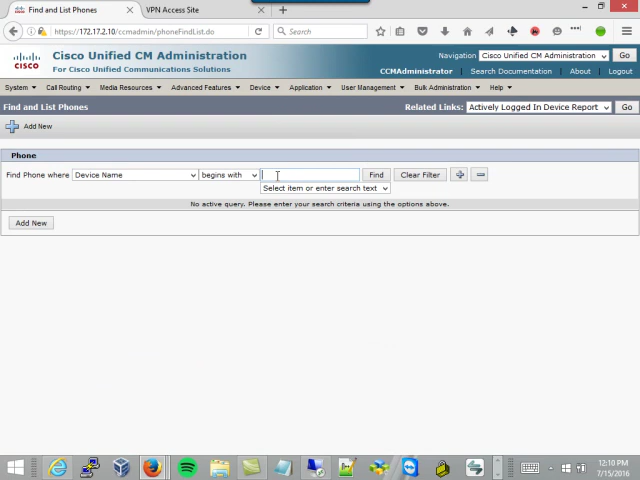 Find and List Phones
VPN Access Site
https://172.17.2.10/ccmadmin/phoneFindList.do
Search
CISCO
Cisco Unified CM Administration
For Cisco Unified Communications Solutions
Navigation Cisco Unified CM Administration Go
CCMAdministrator | Search Documentation | About | Logout
System Call Routing Media Resources Advanced Features Device Application User Management Bulk Administration Help
Find and List Phones
Related Links: Actively Logged In Device Report Go
Add New
Phone
Find Phone where Device Name begins with Find Clear Filter
Select item or enter search text
No active query. Please enter your search criteria using the options above.
Add New
12:10 PM
7/15/2016